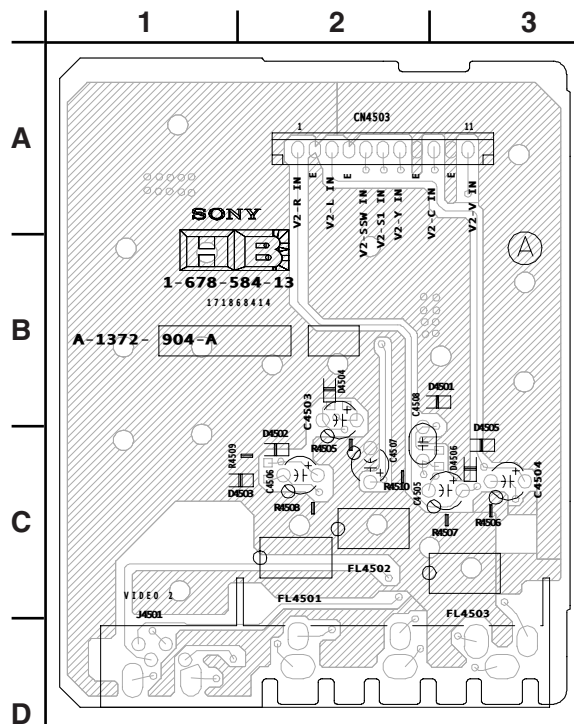 1 2 3
A
B
C
D
CN4503
1 11
E E E E
V2-R IN
V2-L IN
V2-SSW IN
V2-S1 IN
V2-Y IN
V2-C IN
V2-V IN
SONY
HB
A
1-678-584-13
171868414
A-1372- 904-A
D4504
C4503
C4508
D4501
D4502
R4505
D4505
R4509
C4506
C4507
D4506
C4504
D4503
R4510
C4505
R4508
R4507
R4506
FL4502
VIDEO 2
FL4501
J4501
FL4503